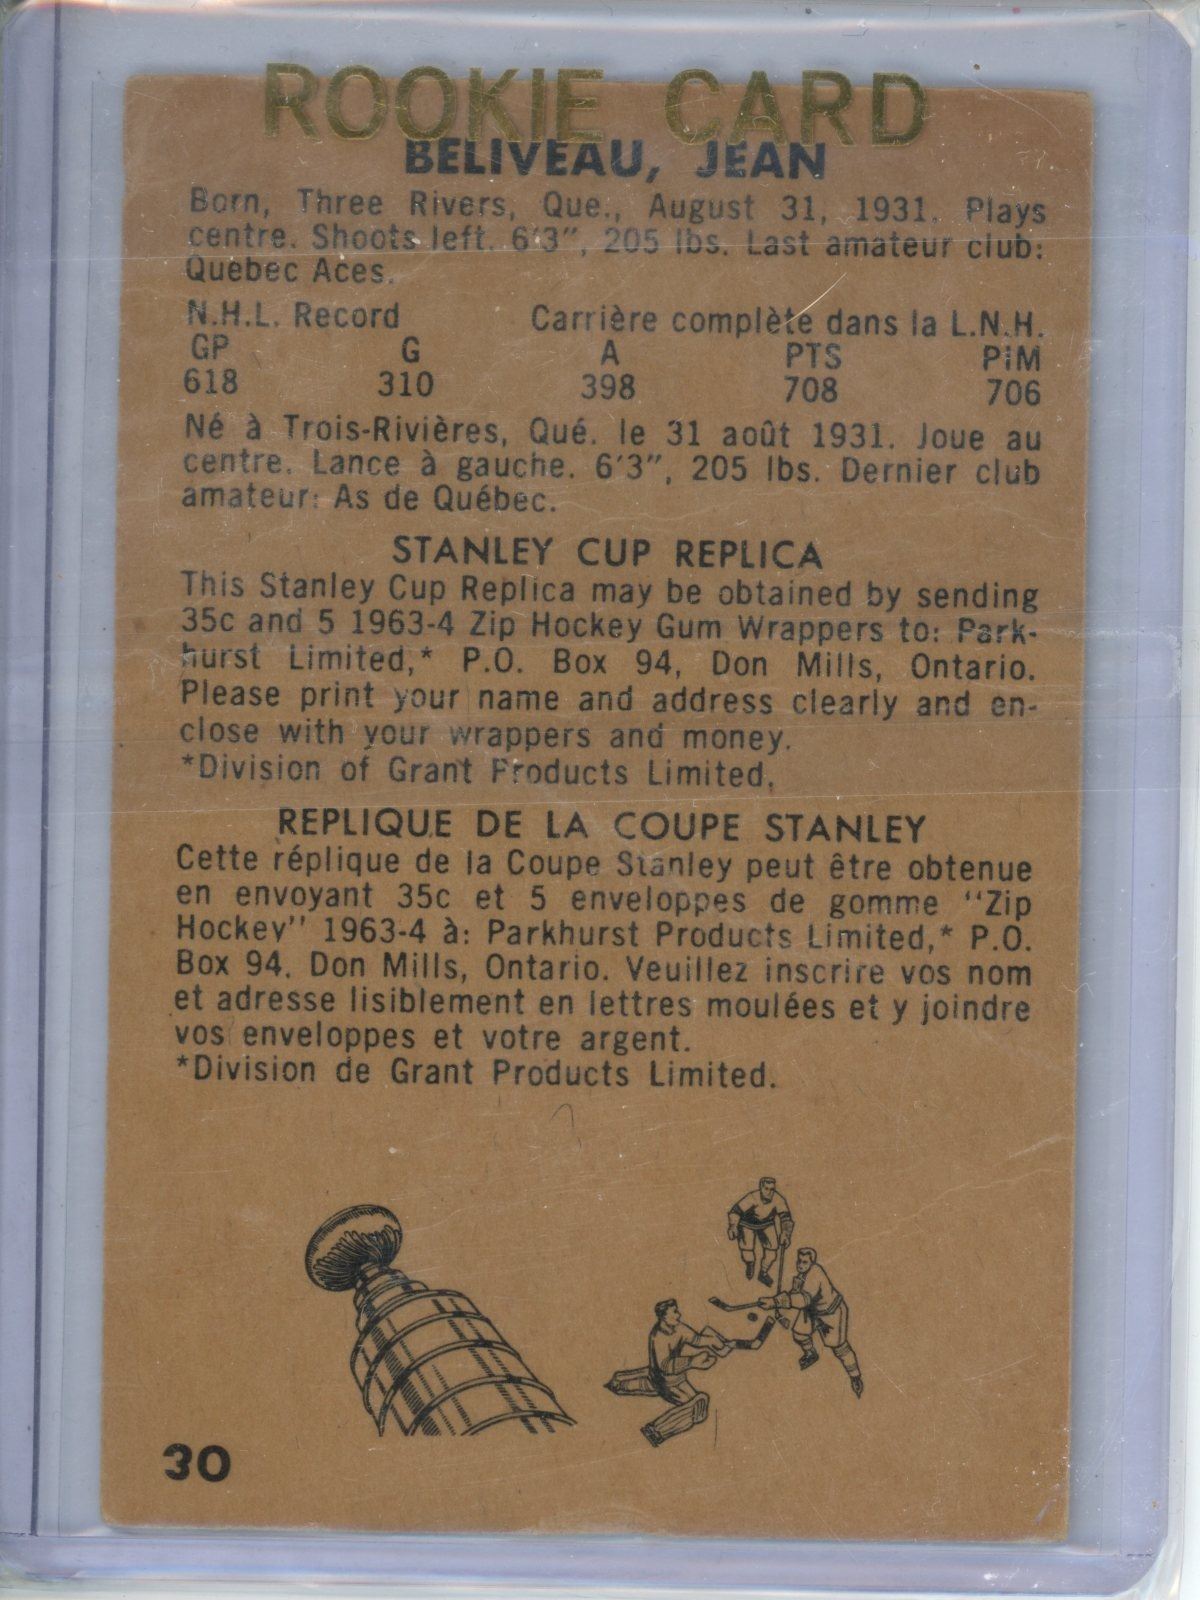 ROOKIE CARD
BELIVEAU, JEAN
Born, Three Rivers, Que., August 31, 1931. Plays
centre. Shoots left. 6'3", 205 lbs. Last amateur club:
Quebec Aces.
N.H.L. Record Carrière complète dans la L.N.H.
GP G A PTS PIM
618 310 398 708 706
Né à Trois-Rivières, Qué. le 31 août 1931. Joue au
centre. Lance à gauche. 6'3", 205 lbs. Dernier club
amateur: As de Québec.
STANLEY CUP REPLICA
This Stanley Cup Replica may be obtained by sending
35c and 5 1963-4 Zip Hockey Gum Wrappers to: Park-
hurst Limited,* P.O. Box 94, Don Mills, Ontario.
Please print your name and address clearly and en-
close with your wrappers and money.
*Division of Grant Products Limited.
REPLIQUE DE LA COUPE STANLEY
Cette réplique de la Coupe Stanley peut être obtenue
en envoyant 35c et 5 enveloppes de gomme "Zip
Hockey" 1963-4 à: Parkhurst Products Limited,* P.O.
Box 94, Don Mills, Ontario. Veuillez inscrire vos nom
et adresse lisiblement en lettres moulées et y joindre
vos enveloppes et votre argent.
*Division de Grant Products Limited.
30